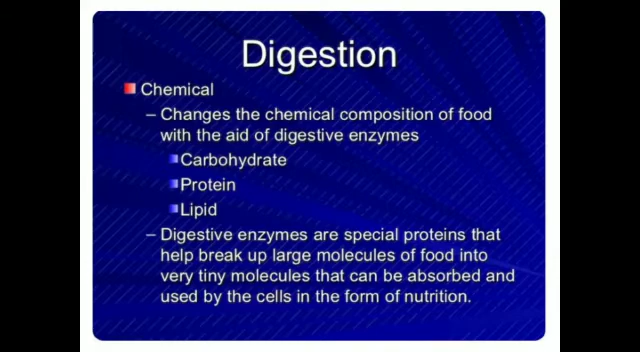 Digestion
Chemical
– Changes the chemical composition of food
with the aid of digestive enzymes
Carbohydrate
Protein
Lipid
– Digestive enzymes are special proteins that
help break up large molecules of food into
very tiny molecules that can be absorbed and
used by the cells in the form of nutrition.